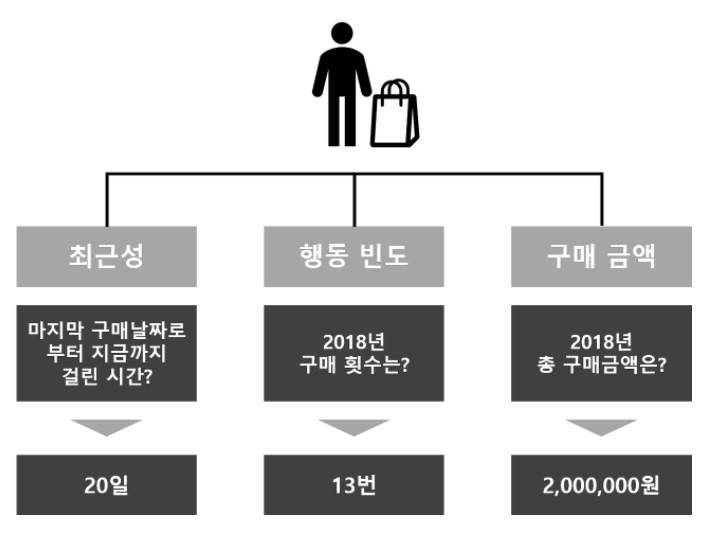 최근성
행동 빈도
구매 금액
마지막 구매날짜로
부터 지금까지
걸린 시간?
2018년
구매 횟수는?
2018년
총 구매금액은?
20일
13번
2,000,000원